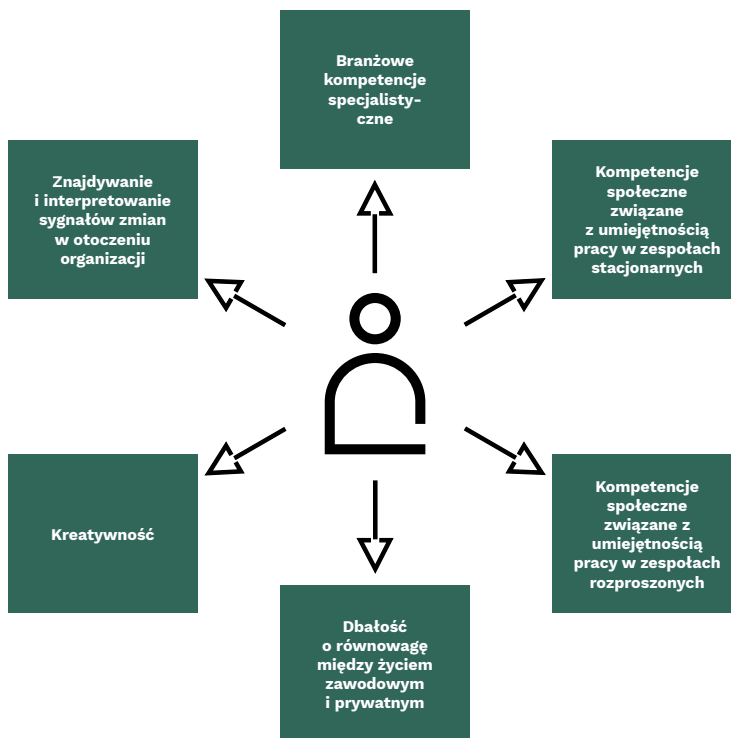 Branżowe
kompetencje
specjalisty-
czne
Znajdywanie
i interpretowanie
sygnałów zmian
w otoczeniu
organizacji
Kompetencje
społeczne
związane
z umiejętnością
pracy w zespołach
stacjonarnych
Kreatywność
Kompetencje
społeczne
związane z
umiejętnością
pracy w zespołach
rozproszonych
Dbałość
o równowagę
między życiem
zawodowym
i prywatnym